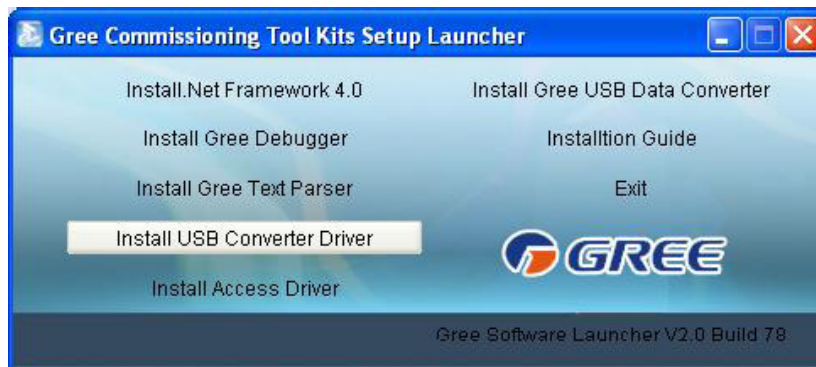 Gree Commissioning Tool Kits Setup Launcher
Install.Net Framework 4.0
Install Gree Debugger
Install Gree Text Parser
Install USB Converter Driver
Install Access Driver
Install Gree USB Data Converter
Installtion Guide
Exit
GREE
Gree Software Launcher V2.0 Build 78